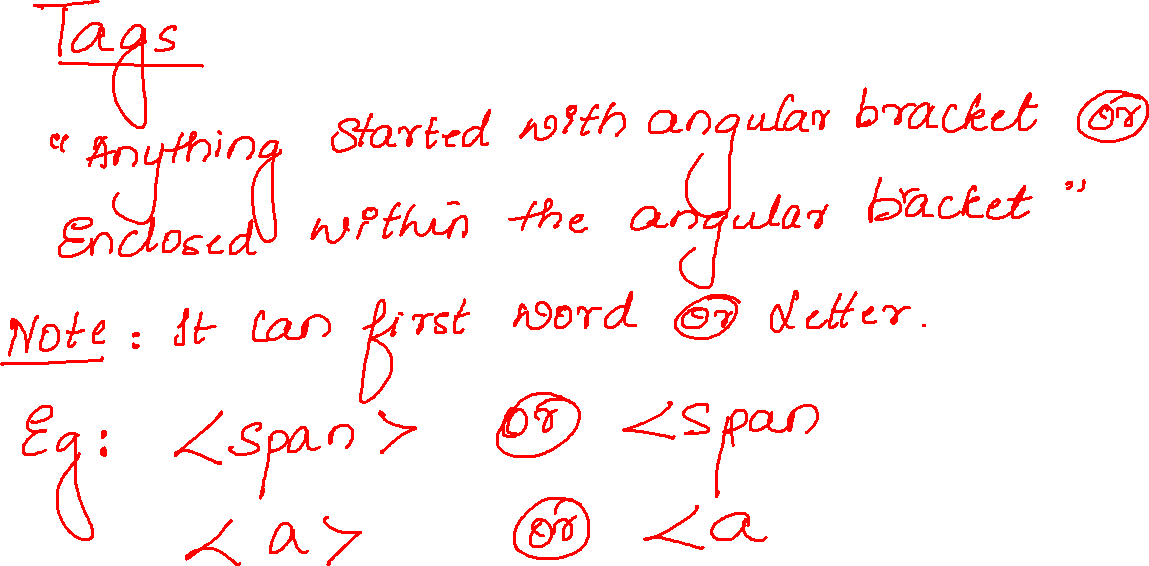 Tags
"Anything started with angular bracket or
Enclosed within the angular bracket"
Note: It can first word or Letter.
Eg: <span> or <span
<a> or <a